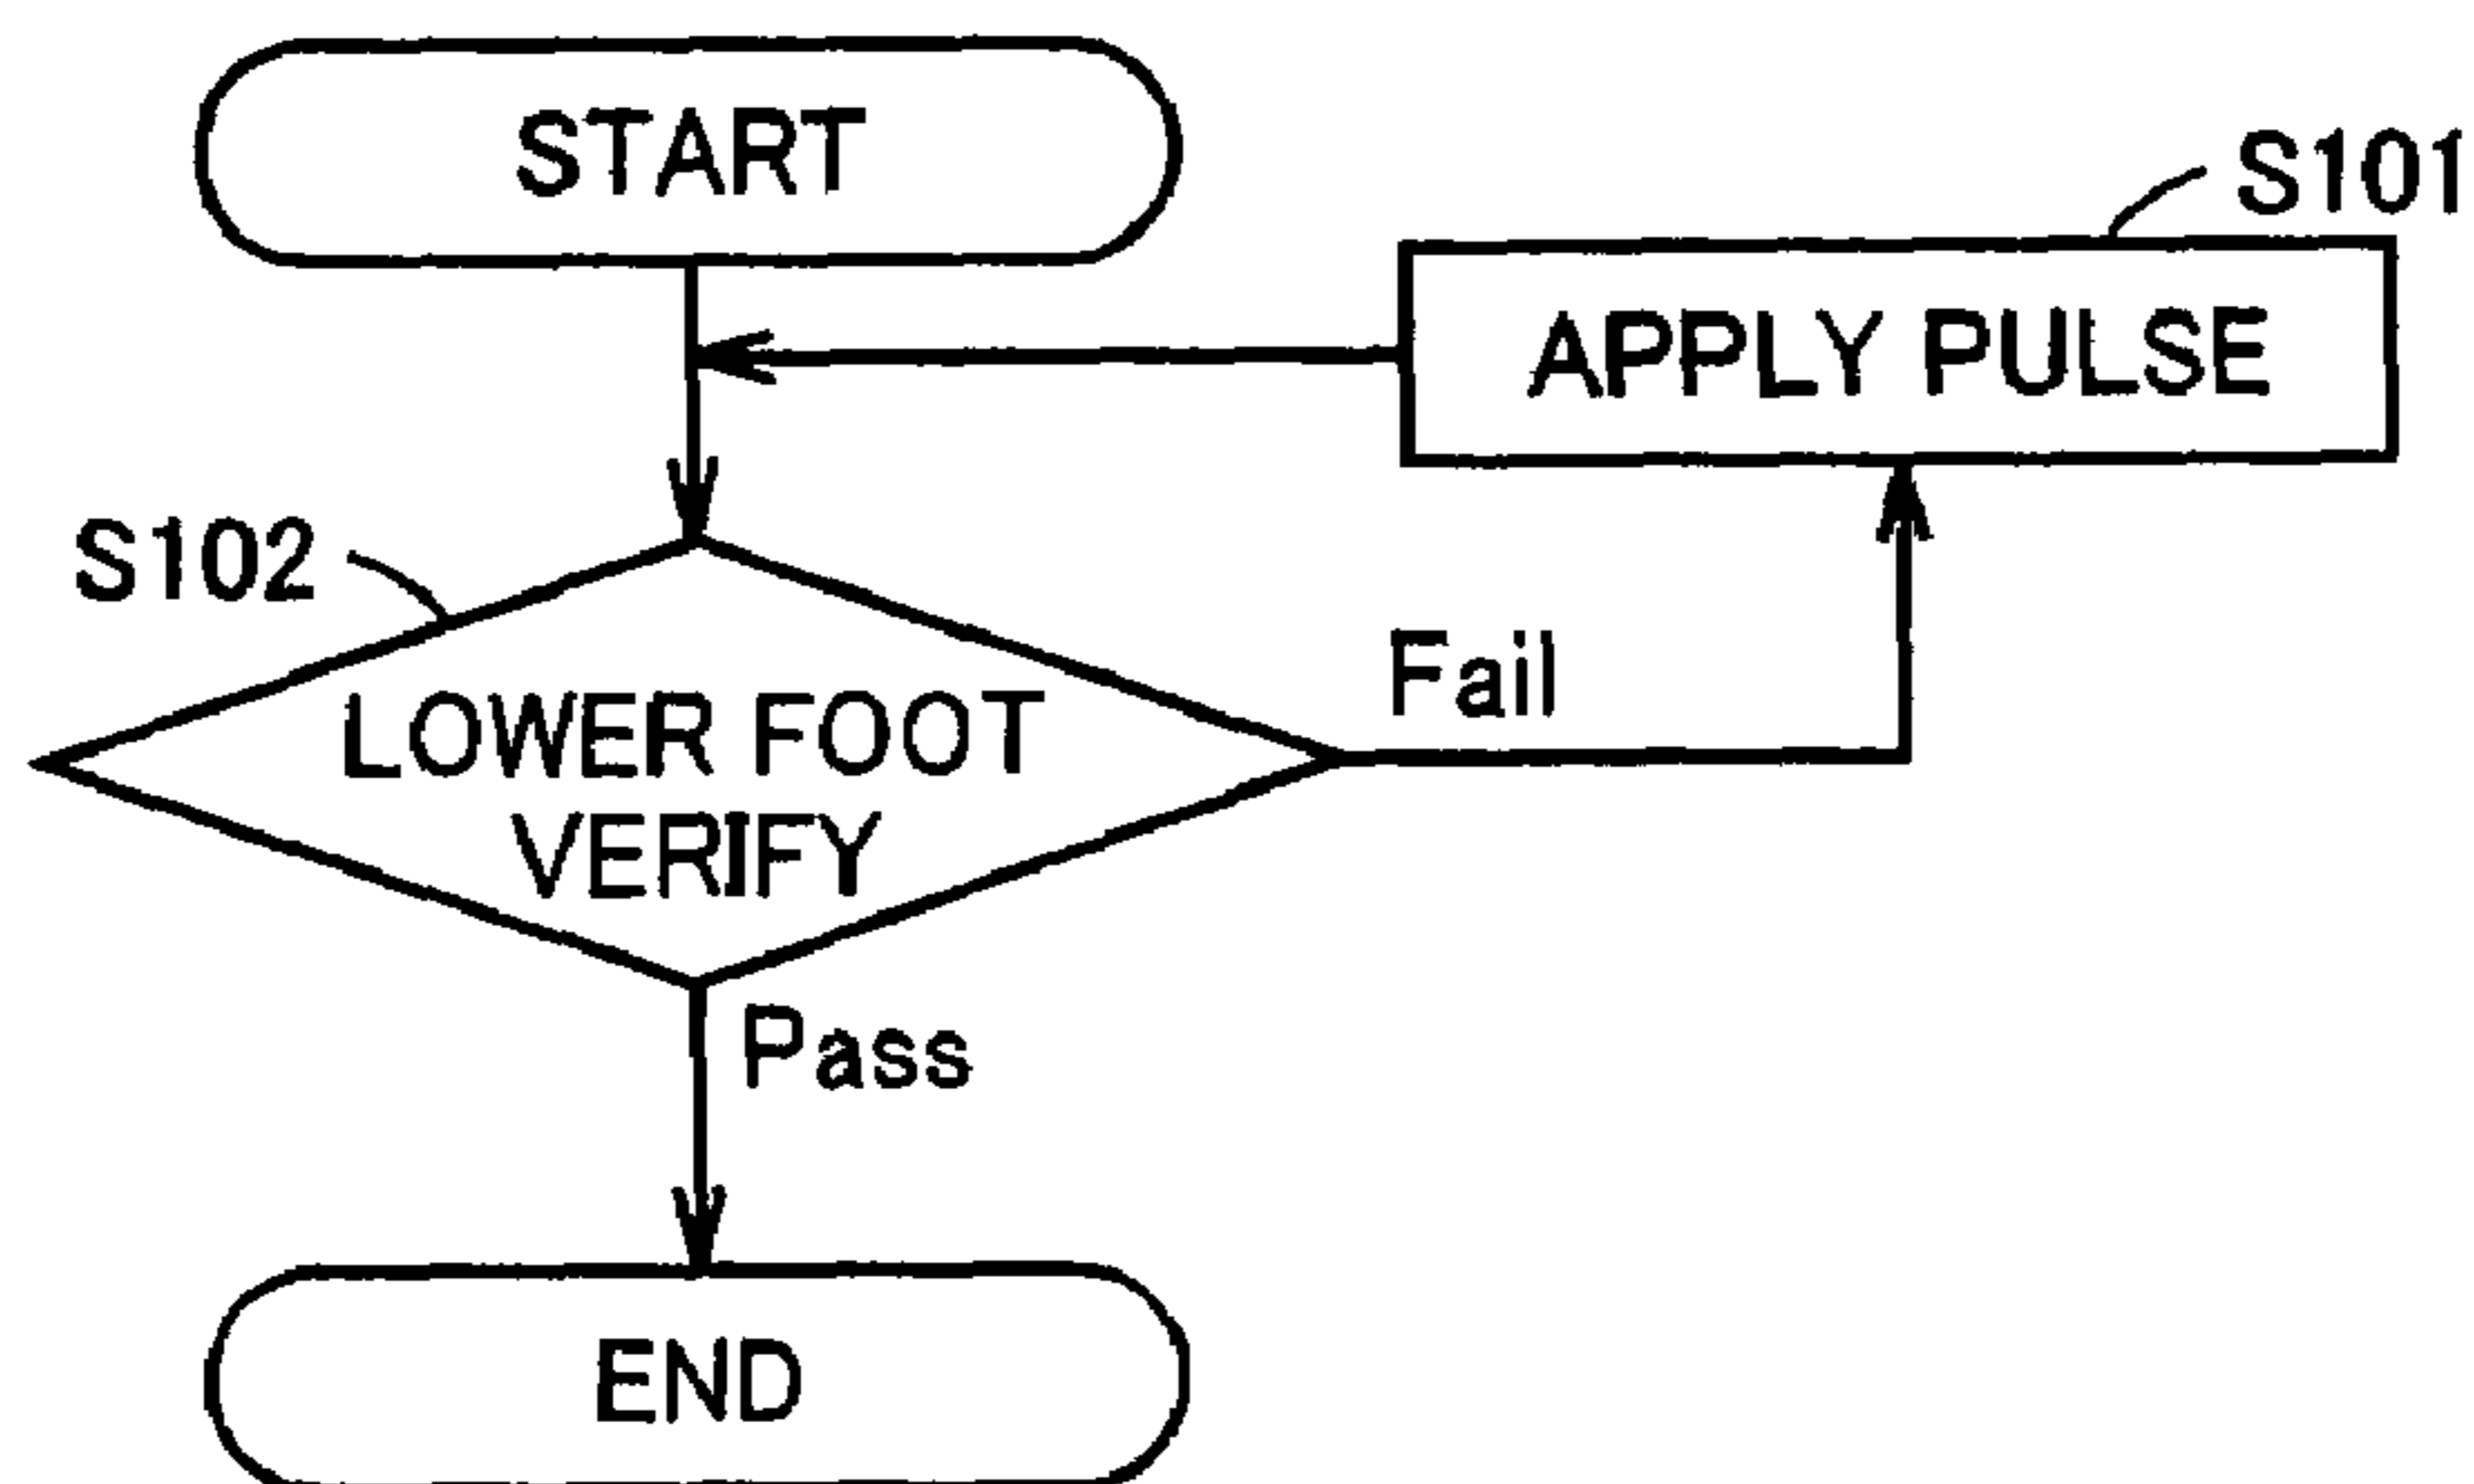 START
S101
APPLY PULSE
S102
LOWER FOOT
VERIFY
Fail
Pass
END